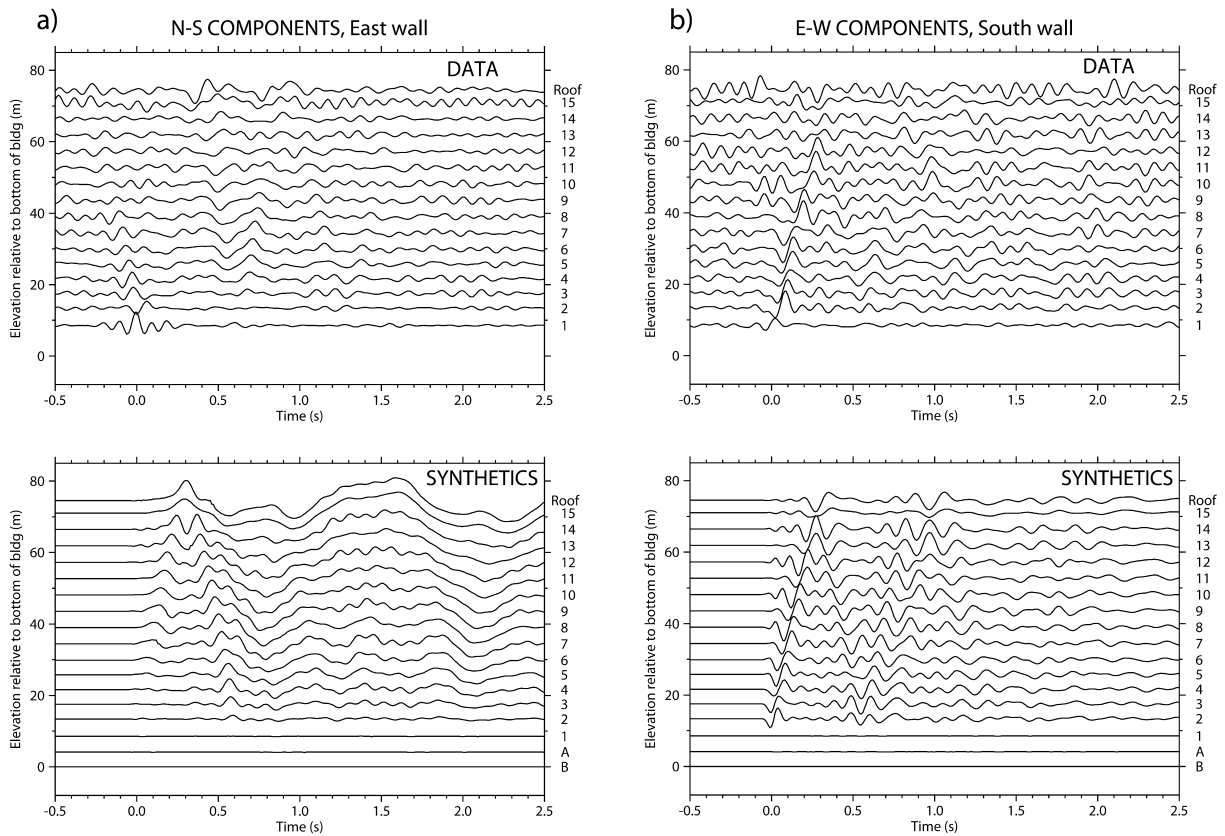 a)
N-S COMPONENTS, East wall
DATA
Elevation relative to bottom of bldg (m)
80
60
40
20
0
Roof
15
14
13
12
11
10
9
8
7
6
5
4
3
2
1
-0.5 0.0 0.5 1.0 1.5 2.0 2.5
Time (s)
b)
E-W COMPONENTS, South wall
DATA
Elevation relative to bottom of bldg (m)
80
60
40
20
0
Roof
15
14
13
12
11
10
9
8
7
6
5
4
3
2
1
-0.5 0.0 0.5 1.0 1.5 2.0 2.5
Time (s)
SYNTHETICS
Elevation relative to bottom of bldg (m)
80
60
40
20
0
Roof
15
14
13
12
11
10
9
8
7
6
5
4
3
2
1
A
B
-0.5 0.0 0.5 1.0 1.5 2.0 2.5
Time (s)
SYNTHETICS
Elevation relative to bottom of bldg (m)
80
60
40
20
0
Roof
15
14
13
12
11
10
9
8
7
6
5
4
3
2
1
A
B
-0.5 0.0 0.5 1.0 1.5 2.0 2.5
Time (s)